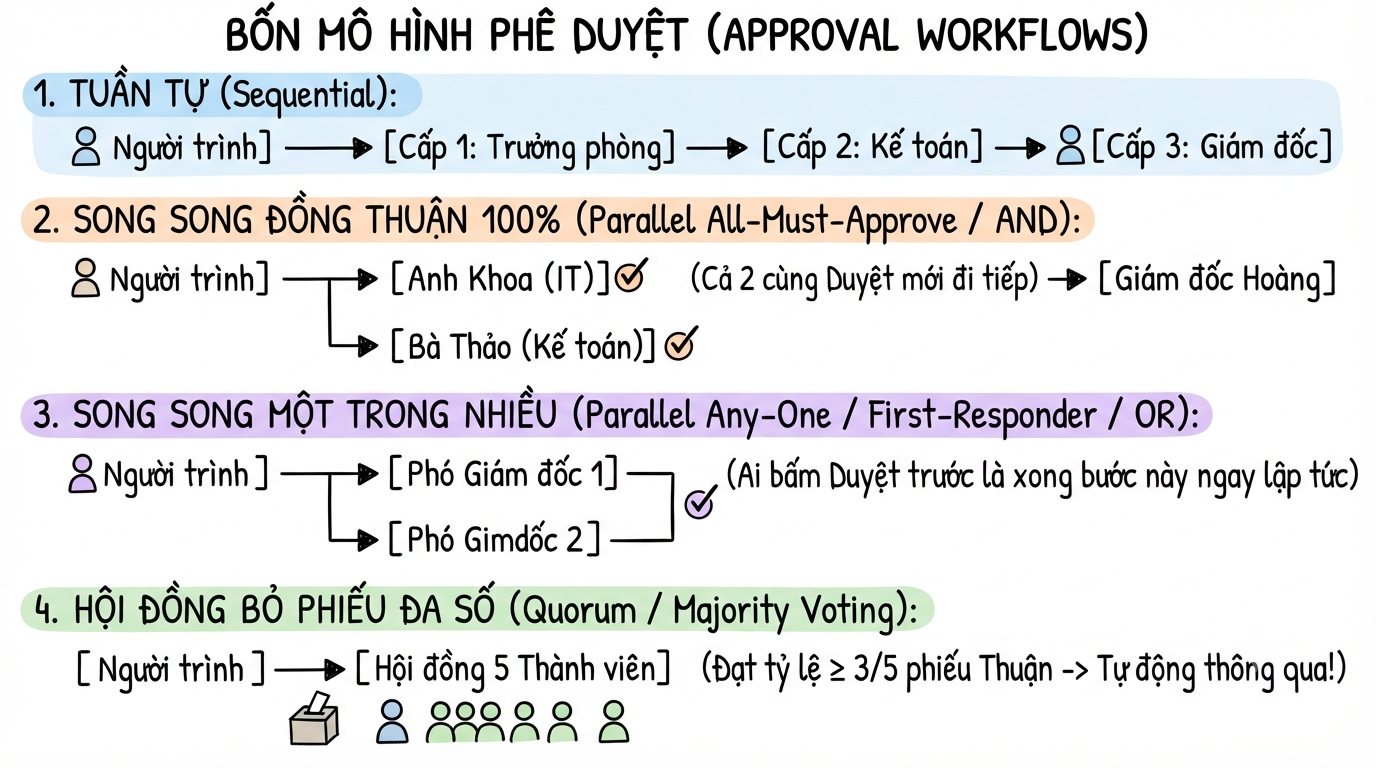 BỐN MÔ HÌNH PHÊ DUYỆT (APPROVAL WORKFLOWS)
1. TUẦN TỰ (Sequential):
Người trình] [Cấp 1: Trưởng phòng] [Cấp 2: Kế toán] [Cấp 3: Giám đốc]
2. SONG SONG ĐỒNG THUẬN 100% (Parallel All-Must-Approve / AND):
Người trình] [Anh Khoa (IT)] (Cả 2 cùng Duyệt mới đi tiếp) [Giám đốc Hoàng]
[Bà Thảo (Kế toán)]
3. SONG SONG MỘT TRONG NHIỀU (Parallel Any-One / First-Responder / OR):
Người trình ] [Phó Giám đốc 1] (Ai bấm Duyệt trước là xong bước này ngay lập tức)
[Phó Gimdốc 2]
4. HỘI ĐỒNG BỎ PHIẾU ĐA SỐ (Quorum / Majority Voting):
[ Người trình ] [Hội đồng 5 Thành viên] (Đạt tỷ lệ ≥ 3/5 phiếu Thuận -> Tự động thông qua!)